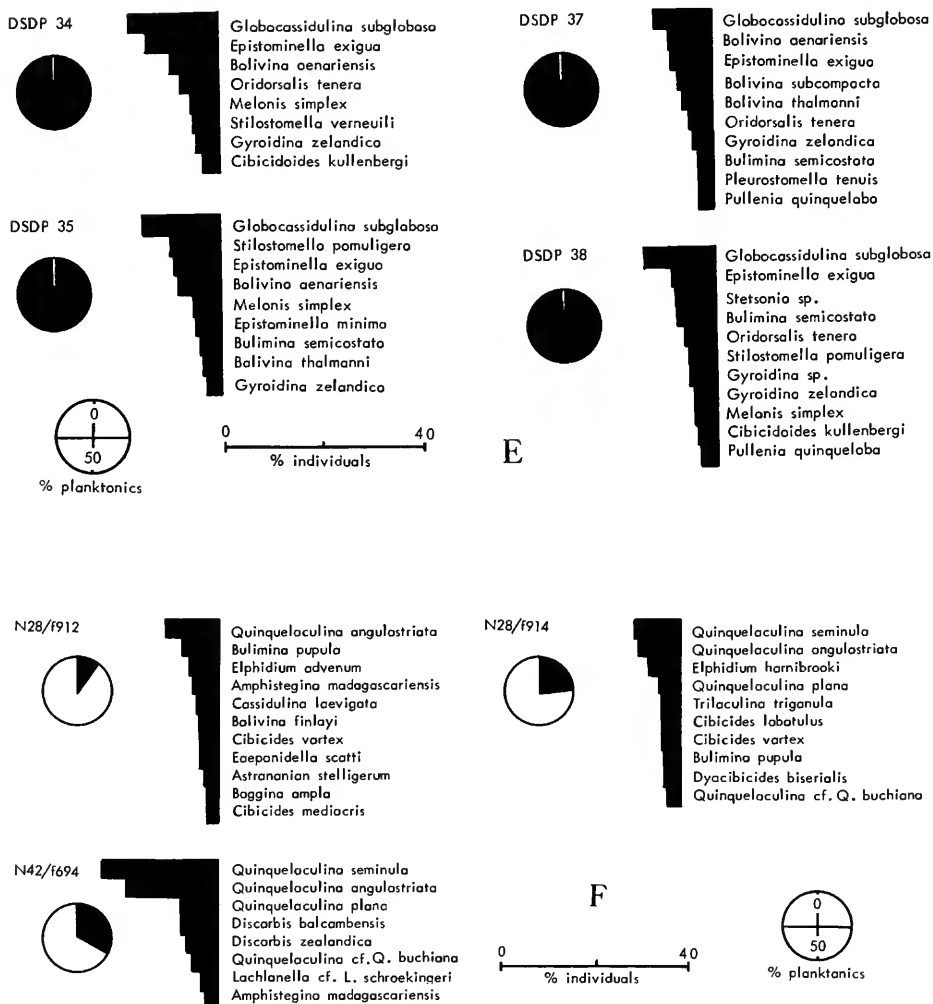 DSDP 34
Globocassidulina subglobosa
Epistominella exigua
Bolivina oenariensis
Oridorsalis tenera
Melonis simplex
Stilostomella verneuili
Gyroidina zelandica
Cibicidoides kullenbergi
DSDP 35
Globocassidulina subglobosa
Stilostomella pomuligera
Epistominella exigua
Bolivina aenariensis
Melonis simplex
Epistominella minima
Bulimina semicostata
Balivina thalmanni
Gyroidina zelandica
0
50
% planktonics
0 40
% individuals
DSDP 37
Globocassidulina subglobosa
Bolivina aenariensis
Epistominella exigua
Bolivina subcompacta
Bolivina thalmanni
Oridorsalis tenera
Gyroidina zelandica
Bulimina semicostata
Pleurostomella tenuis
Pullenia quinqueloba
DSDP 38
Globocassidulina subglobosa
Epistominella exigua
Stetsonia sp.
Bulimina semicostata
Oridorsalis tenera
Stilostomella pomuligera
Gyroidina sp.
Gyroidina zelandica
Melonis simplex
Cibicidoides kullenbergi
Pullenia quinqueloba
E
N28/f912
Quinqueloculina angulostriata
Bulimina pupula
Elphidium advenum
Amphistegina madagascariensis
Cassidulina laevigata
Bolivina finlayi
Cibicides vortex
Eoeponidella scotti
Astrononion stelligerum
Baggina ampla
Cibicides mediocris
N28/f914
Quinqueloculina seminula
Quinqueloculina angulostriata
Elphidium hornibrooki
Quinqueloculina plana
Triloculina trigonula
Cibicides lobatulus
Cibicides vortex
Bulimina pupula
Dyocibicides biserialis
Quinqueloculina cf. Q. buchiana
N42/f694
Quinqueloculina seminula
Quinqueloculina angulostriata
Quinqueloculina plana
Discorbis balcombensis
Discorbis zealandica
Quinqueloculina cf. Q. buchiana
Lachlanella cf. L. schroekingeri
Amphistegina madagascariensis
F
0 40
% individuals
0
50
% planktonics